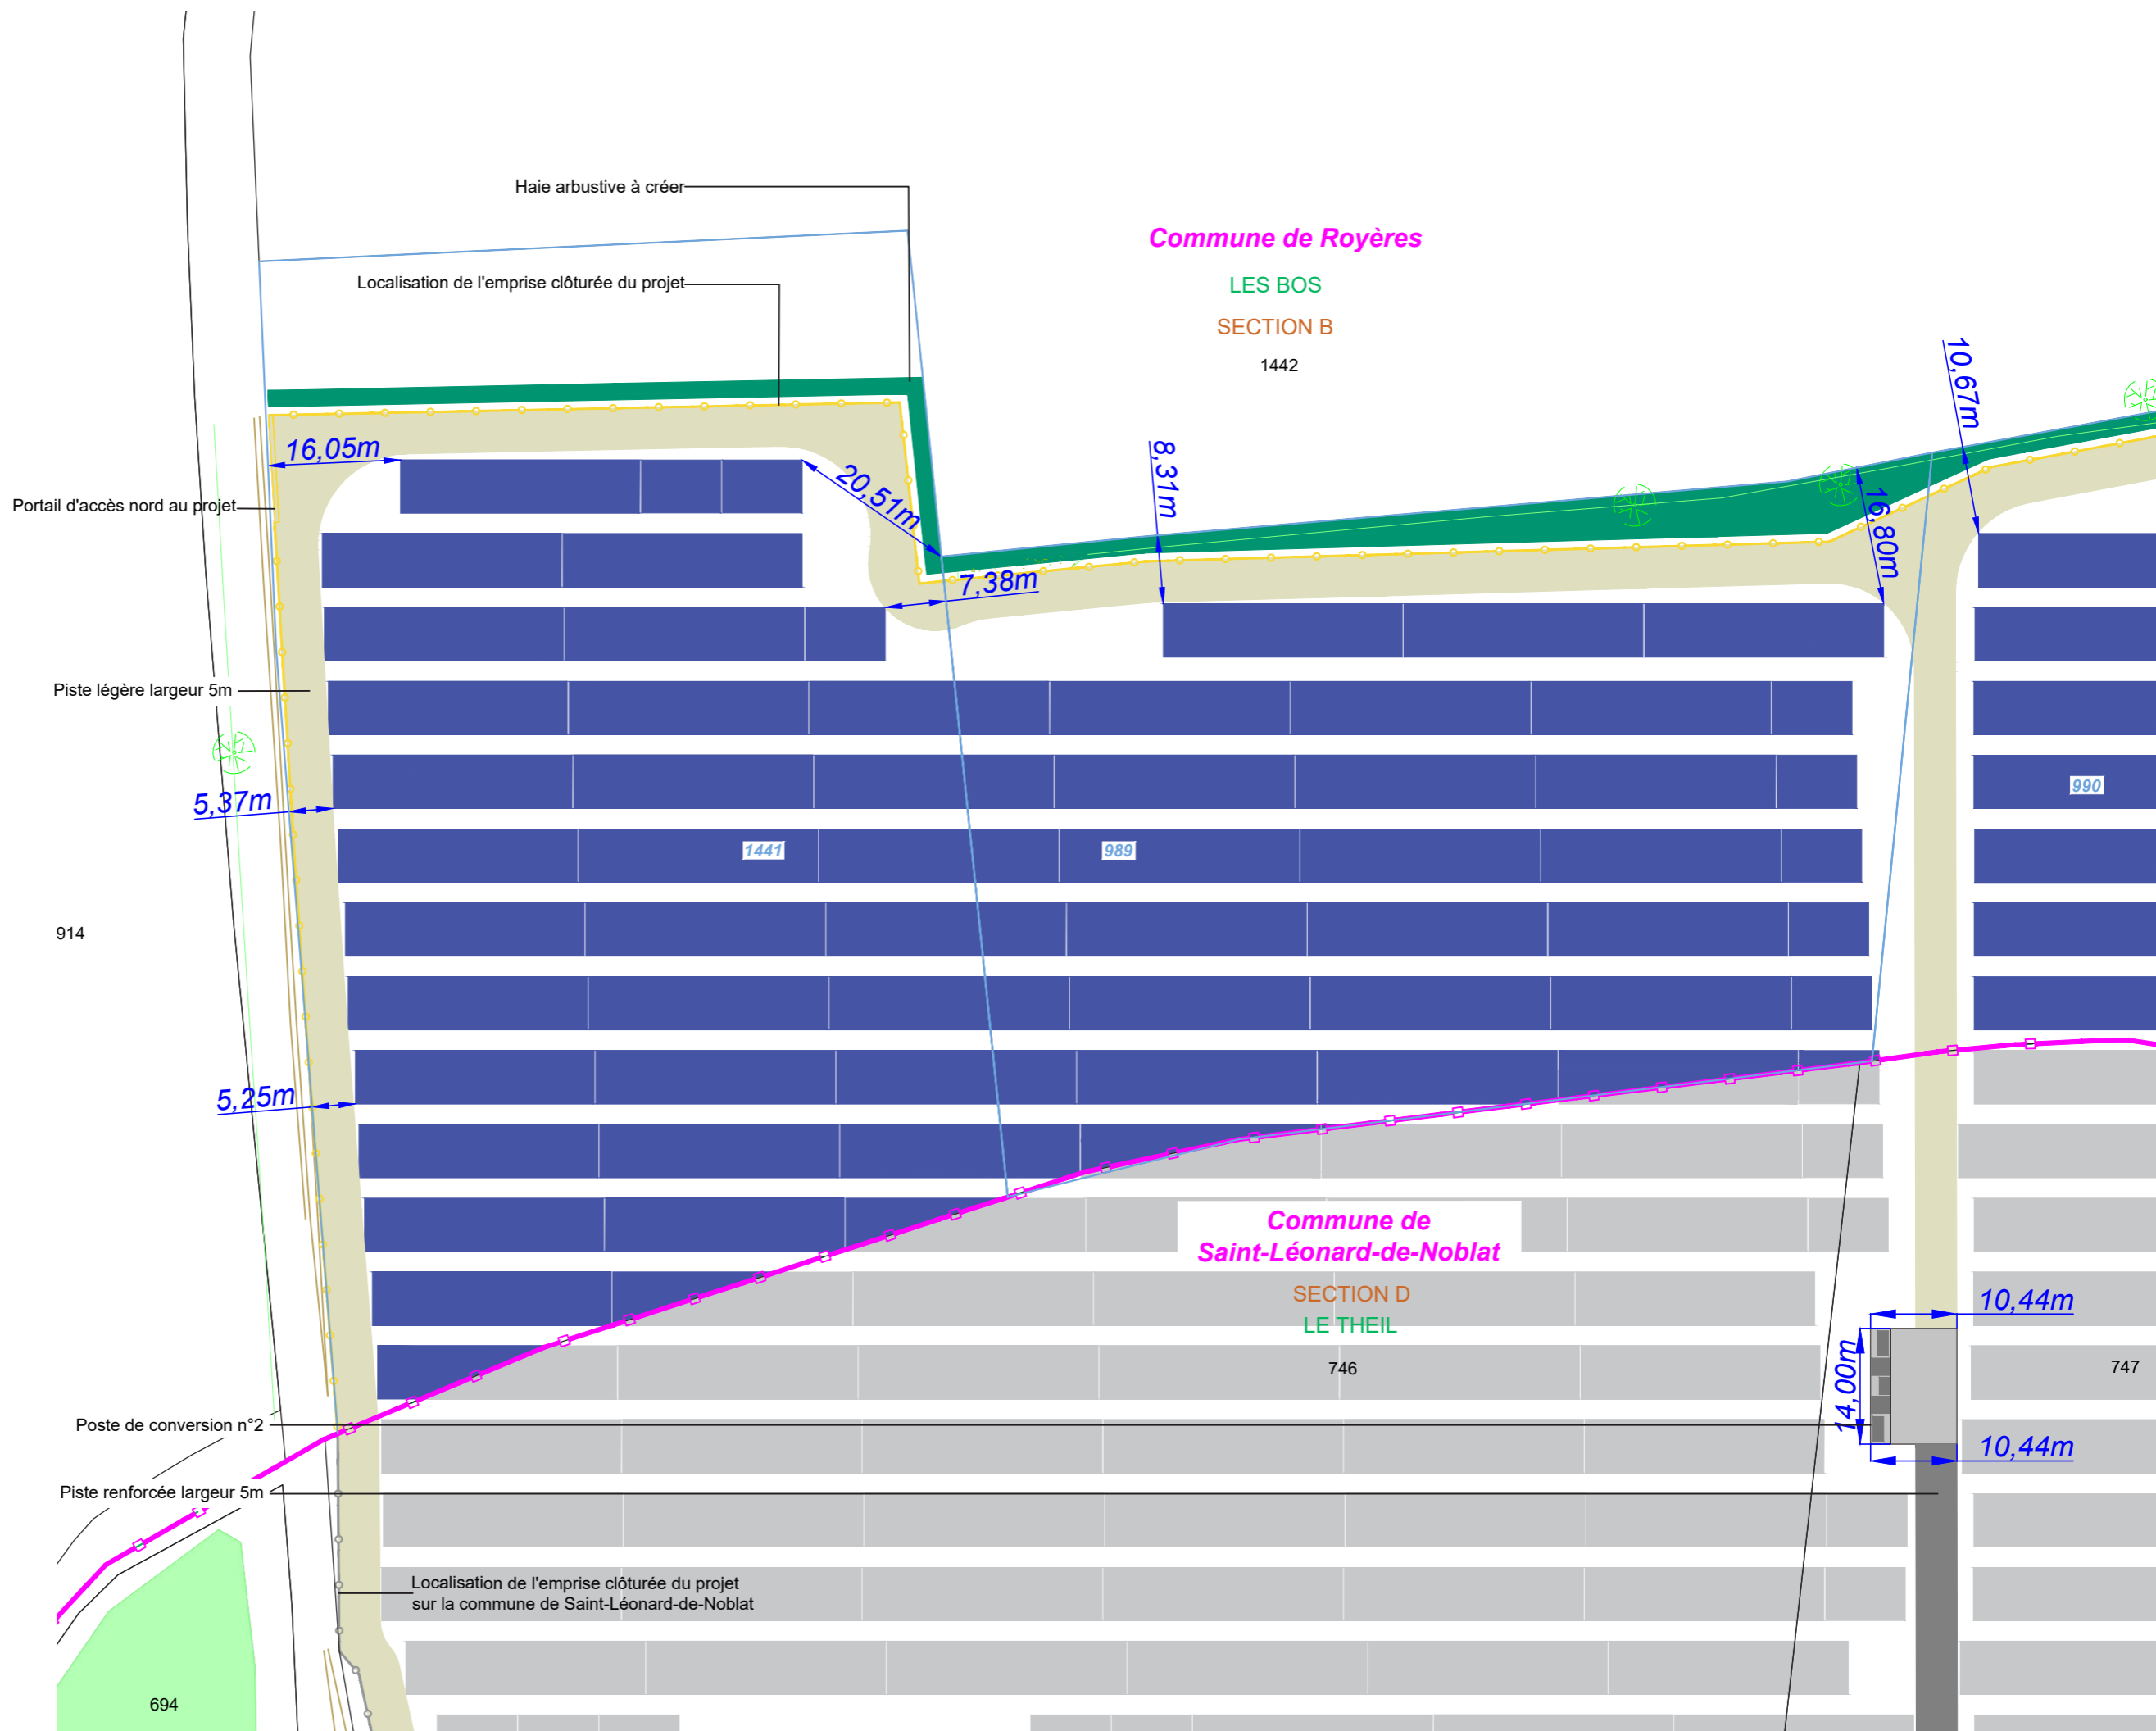 Haie arbustive à créer
Commune de Royères
Localisation de l'emprise clôturée du projet
LES BOS
SECTION B
1442
10,67m
16,05m
8,31m
20,51m
Portail d'accès nord au projet
16,80m
7,38m
Piste légère largeur 5m
990
5,37m
1441
989
914
5,25m
Commune de
Saint-Léonard-de-Noblat
SECTION D
10,44m
LE THEIL
746
747
14,00m
Poste de conversion n°2
10,44m
Piste renforcée largeur 5m
Localisation de l'emprise clôturée du projet
sur la commune de Saint-Léonard-de-Noblat
694